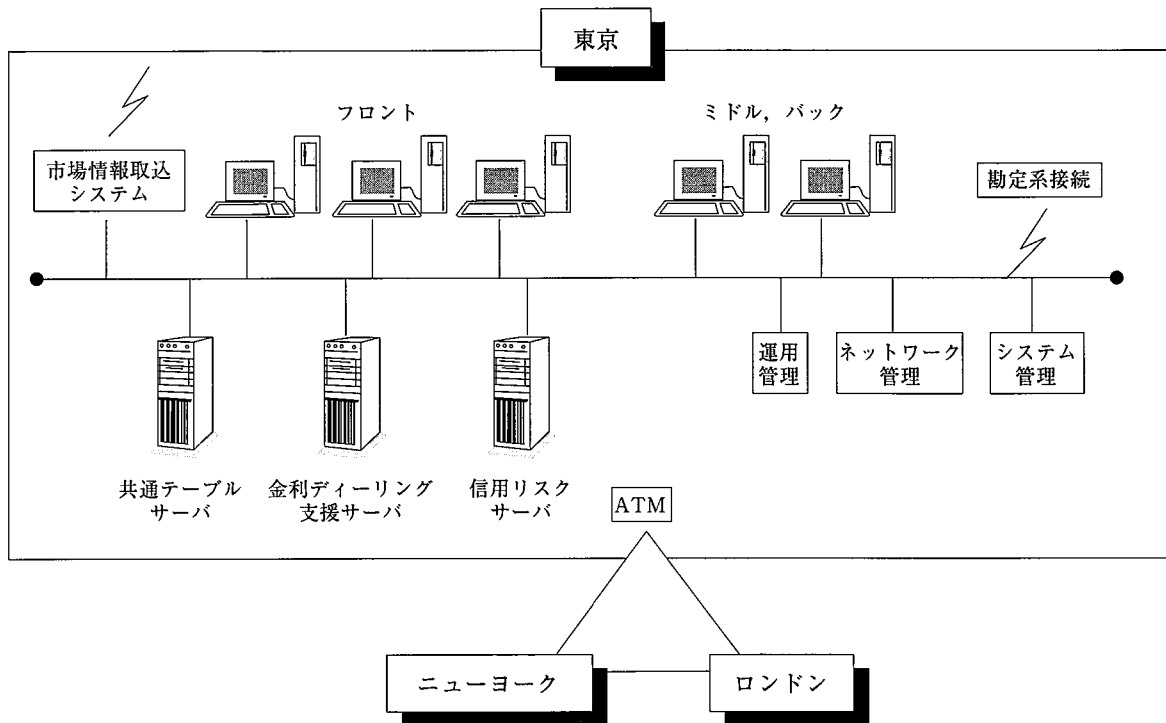 東京
フロント
ミドル，バック
市場情報取込
システム
勘定系接続
運用
管理
ネットワーク
管理
システム
管理
共通テーブル
サーバ
金利ディーリング
支援サーバ
信用リスク
サーバ
ATM
ニューヨーク
ロンドン